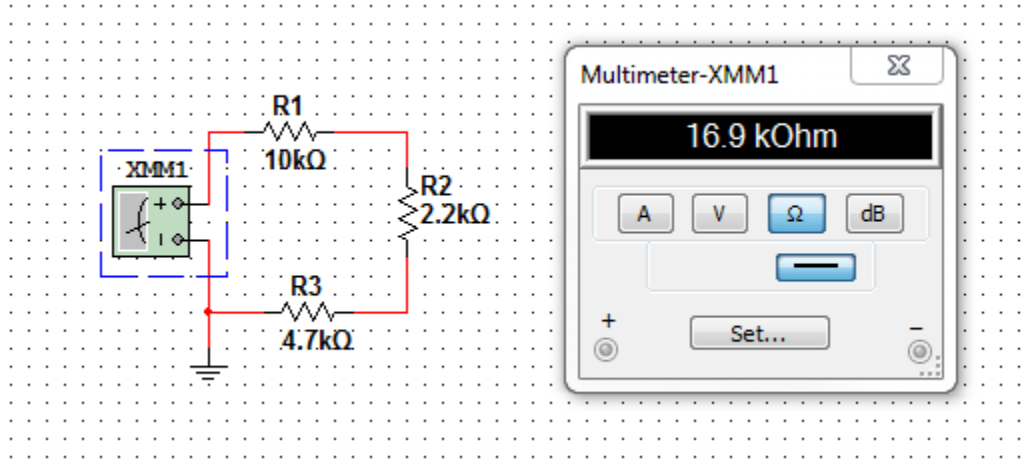 R1
10kΩ
XMM1
+
R2
2.2kΩ
R3
4.7kΩ
Multimeter-XMM1
16.9 kOhm
A V Ω dB
+ −
Set...